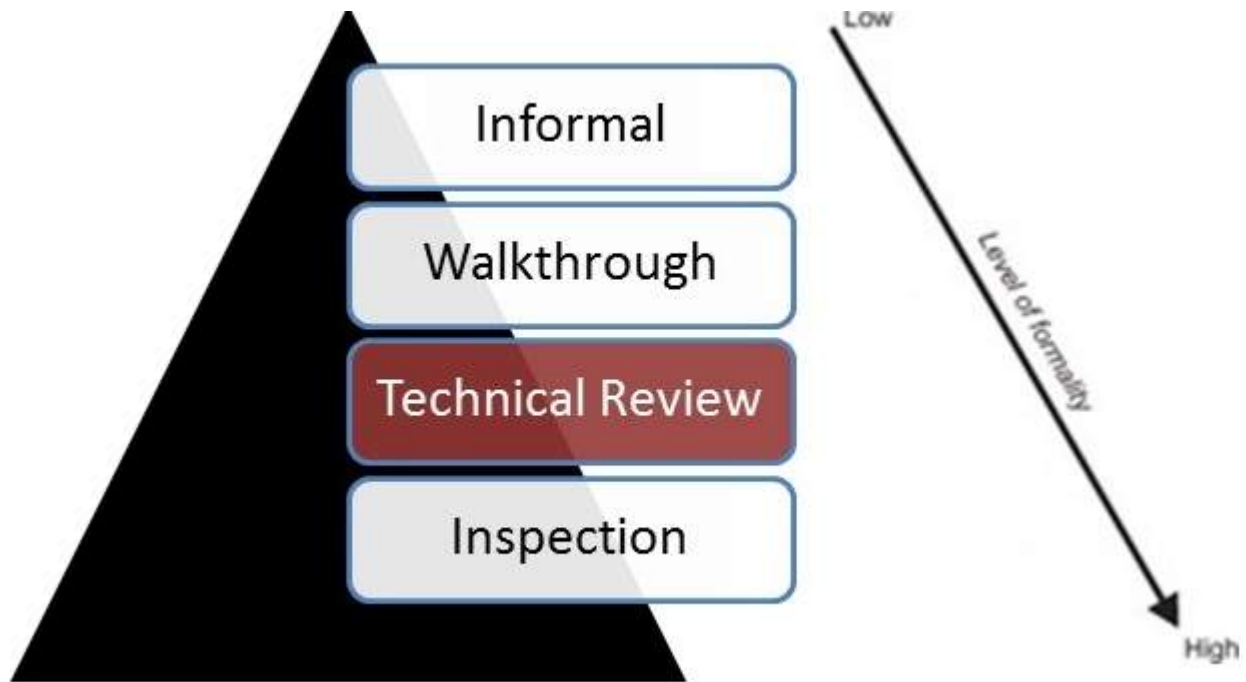 Low
Informal
Walkthrough
Level of formality
Technical Review
Inspection
High